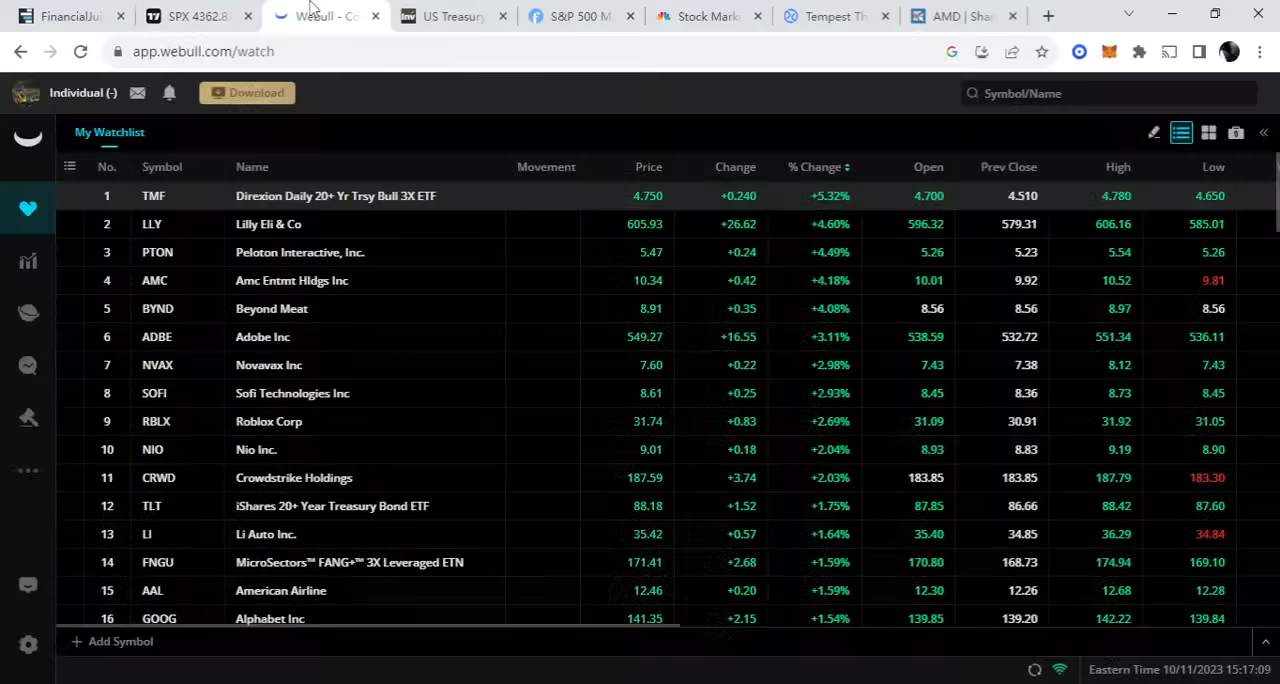 FinancialJui
SPX 4362.8
Webull - Co
US Treasury
S&P 500 M
Stock Mark
Tempest Th
AMD | Sha
app.webull.com/watch
Individual (-) Download Symbol/Name
My Watchlist
No. Symbol Name Movement Price Change % Change Open Prev Close High Low
1 TMF Direxion Daily 20+ Yr Trsy Bull 3X ETF 4.750 +0.240 +5.32% 4.700 4.510 4.780 4.650
2 LLY Lilly Eli & Co 605.93 +26.62 +4.60% 596.32 579.31 606.16 585.01
3 PTON Peloton Interactive, Inc. 5.47 +0.24 +4.49% 5.26 5.23 5.54 5.26
4 AMC Amc Entmt Hldgs Inc 10.34 +0.42 +4.18% 10.01 9.92 10.52 9.81
5 BYND Beyond Meat 8.91 +0.35 +4.08% 8.56 8.56 8.97 8.56
6 ADBE Adobe Inc 549.27 +16.55 +3.11% 538.59 532.72 551.34 536.11
7 NVAX Novavax Inc 7.60 +0.22 +2.98% 7.43 7.38 8.12 7.43
8 SOFI Sofi Technologies Inc 8.61 +0.25 +2.93% 8.45 8.36 8.73 8.45
9 RBLX Roblox Corp 31.74 +0.83 +2.69% 31.09 30.91 31.92 31.05
10 NIO Nio Inc. 9.01 +0.18 +2.04% 8.93 8.83 9.19 8.90
11 CRWD Crowdstrike Holdings 187.59 +3.74 +2.03% 183.85 183.85 187.79 183.30
12 TLT iShares 20+ Year Treasury Bond ETF 88.18 +1.52 +1.75% 87.85 86.66 88.42 87.60
13 LI Li Auto Inc. 35.42 +0.57 +1.64% 35.40 34.85 36.29 34.84
14 FNGU MicroSectors™ FANG+™ 3X Leveraged ETN 171.41 +2.68 +1.59% 170.80 168.73 174.94 169.10
15 AAL American Airline 12.46 +0.20 +1.59% 12.30 12.26 12.68 12.28
16 GOOG Alphabet Inc 141.35 +2.15 +1.54% 139.85 139.20 142.22 139.84
+ Add Symbol
Eastern Time 10/11/2023 15:17:09